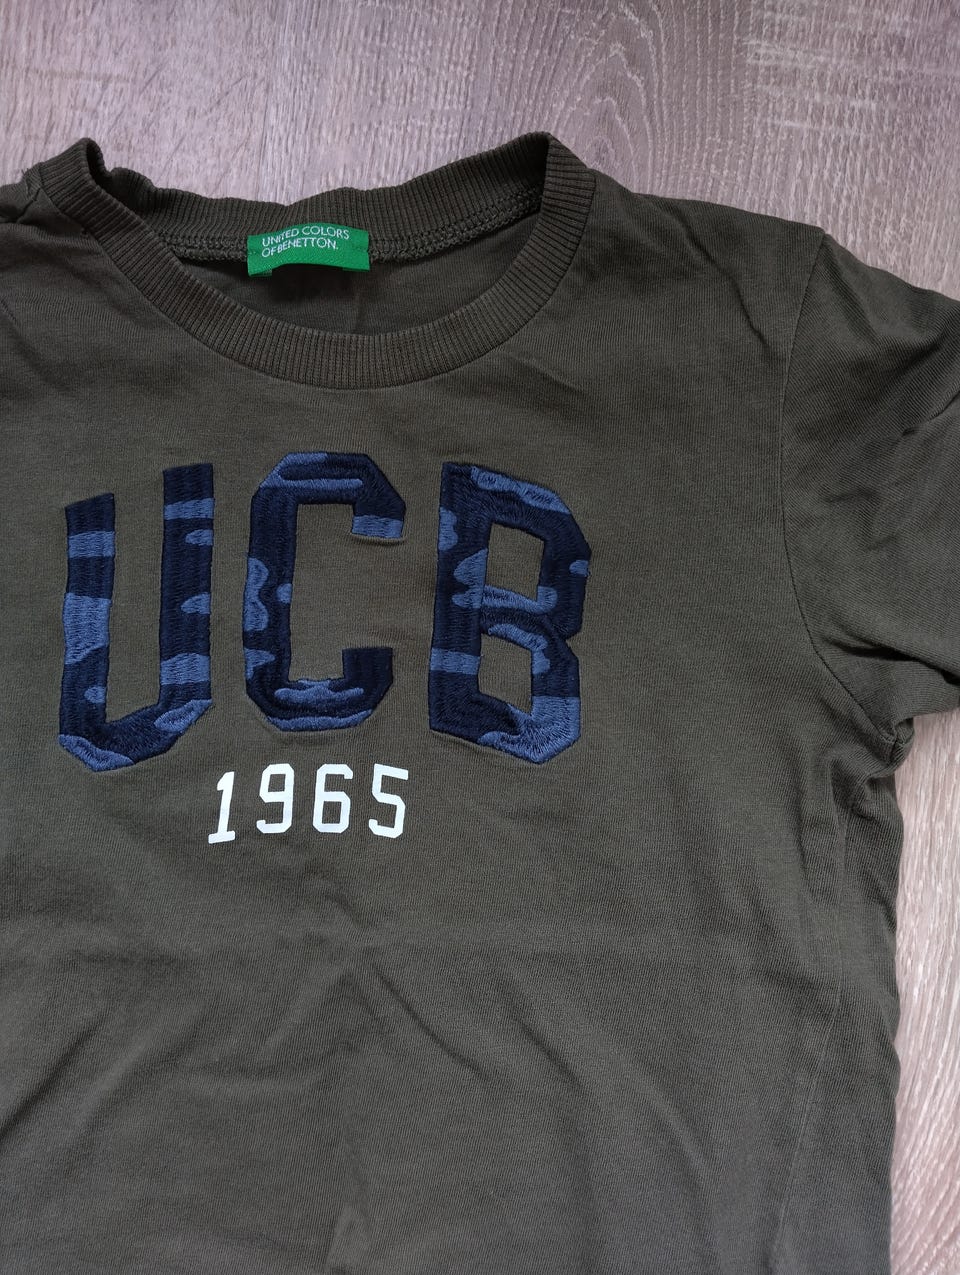 UNITED COLORS
OF BENETTON.
UCB
1965